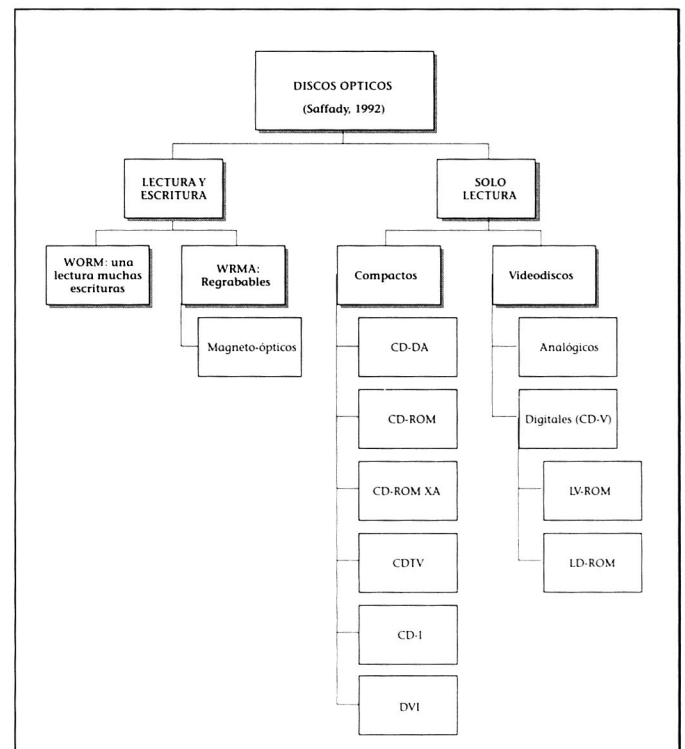 DISCOS OPTICOS
(Saffady, 1992)
LECTURA Y
ESCRITURA
SOLO
LECTURA
WORM: una
lectura muchas
escrituras
WRMA:
Regrabables
Compactos
Videodiscos
Magneto-ópticos
CD-DA
Analógicos
CD-ROM
Digitales (CD-V)
CD-ROM XA
LV-ROM
CDTV
LD-ROM
CD-I
DVI